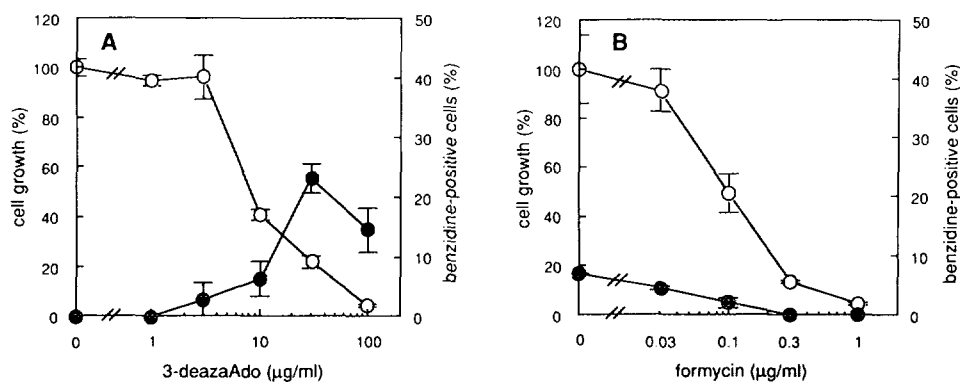 A
120
100
80
60
40
20
0
cell growth (%)
50
40
30
20
10
0
benzidine-positive cells (%)
0 1 10 100
3-deazaAdo (µg/ml)
B
120
100
80
60
40
20
0
cell growth (%)
50
40
30
20
10
0
benzidine-positive cells (%)
0 0.03 0.1 0.3 1
formycin (µg/ml)